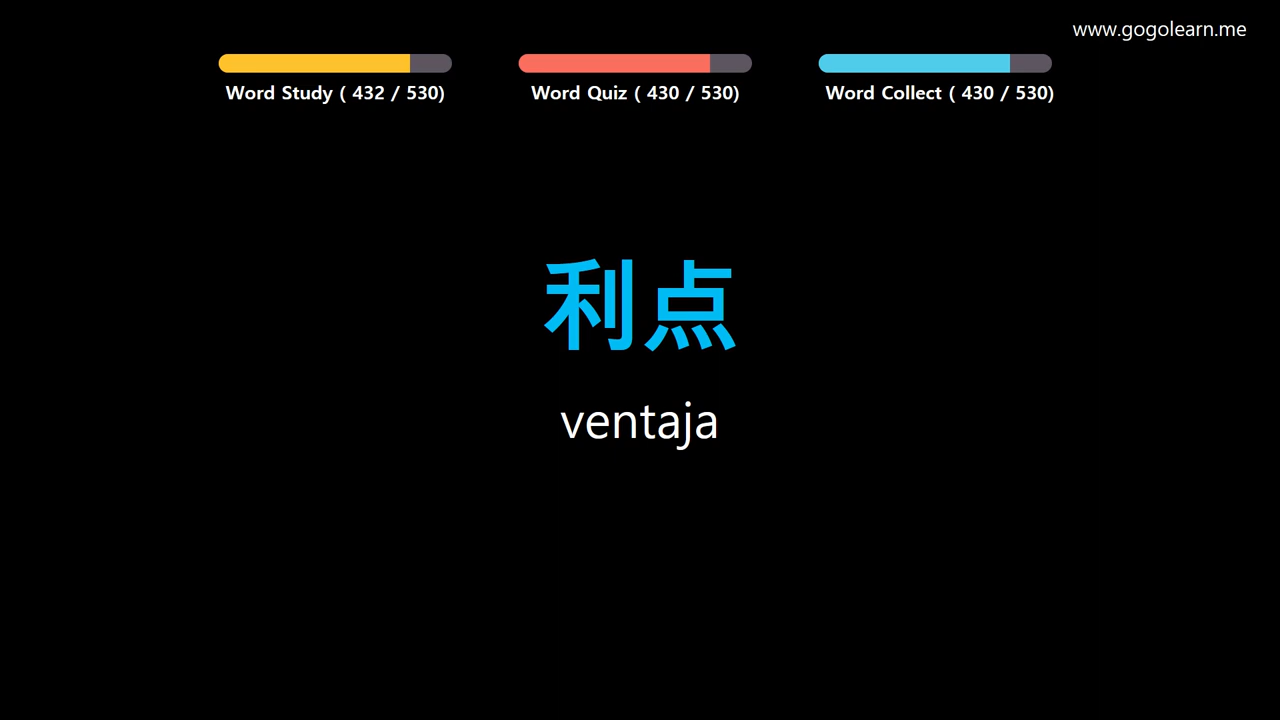 www.gogolearn.me
Word Study ( 432 / 530)
Word Quiz ( 430 / 530)
Word Collect ( 430 / 530)
利点
ventaja